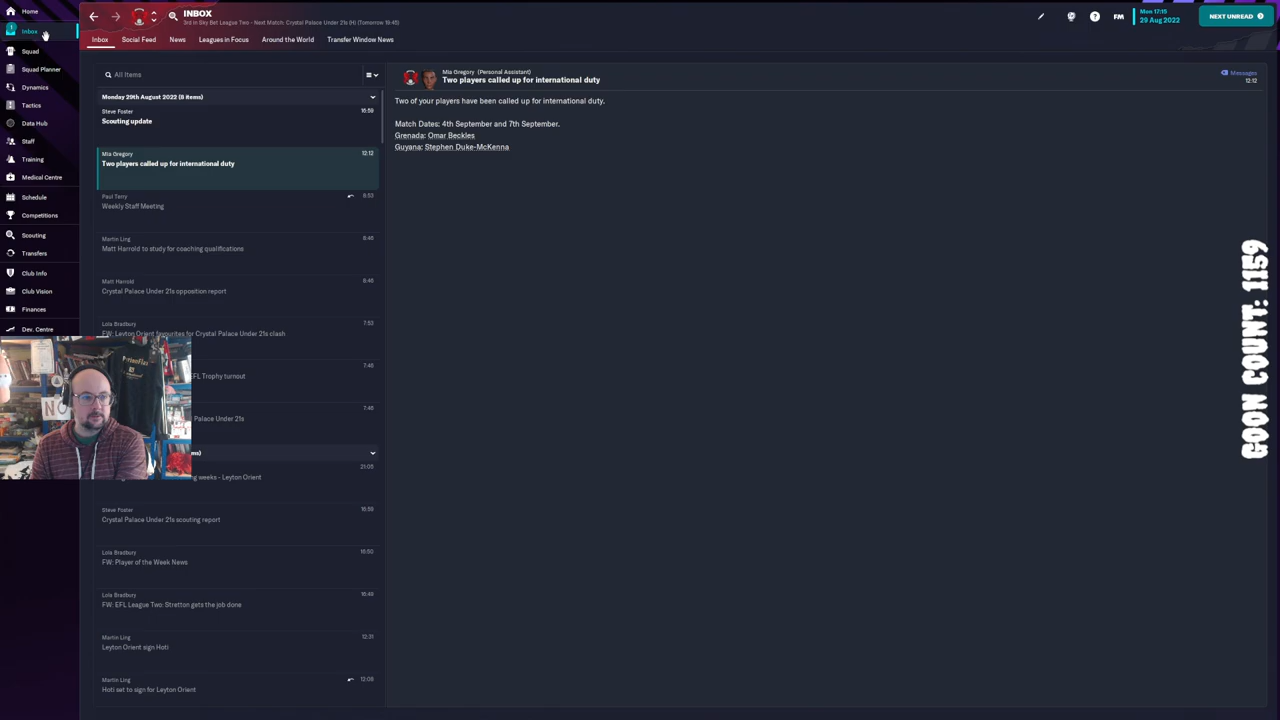 Home
Inbox
Squad
Squad Planner
Dynamics
Tactics
Data Hub
Staff
Training
Medical Centre
Schedule
Competitions
Scouting
Transfers
Club Info
Club Vision
Finances
Dev. Centre
INBOX
3rd in Sky Bet League Two - Next Match: Crystal Palace Under 21s (H) (Tomorrow 19:45)
FM
Mon 17:15
29 Aug 2022
NEXT UNREAD
Inbox
Social Feed
News
Leagues in Focus
Around the World
Transfer Window News
All Items
Monday 29th August 2022 (8 items)
Steve Foster
16:59
Scouting update
Mia Gregory
12:12
Two players called up for international duty
Paul Terry
8:53
Weekly Staff Meeting
Martin Ling
8:46
Matt Harrold to study for coaching qualifications
Matt Harrold
8:46
Crystal Palace Under 21s opposition report
Lola Bradbury
7:53
FW: Leyton Orient favourites for Crystal Palace Under 21s clash
7:46
FL Trophy turnout
7:46
Palace Under 21s
ms)
21:05
g weeks - Leyton Orient
Steve Foster
16:59
Crystal Palace Under 21s scouting report
Lola Bradbury
16:50
FW: Player of the Week News
Lola Bradbury
16:49
FW: EFL League Two: Stretton gets the job done
Martin Ling
12:31
Leyton Orient sign Hoti
Martin Ling
12:08
Hoti set to sign for Leyton Orient
Mia Gregory (Personal Assistant)
Two players called up for international duty
Messages
12:12
Two of your players have been called up for international duty.
Match Dates: 4th September and 7th September.
Grenada: Omar Beckles
Guyana: Stephen Duke-McKenna
GOON COUNT: 1159
NO